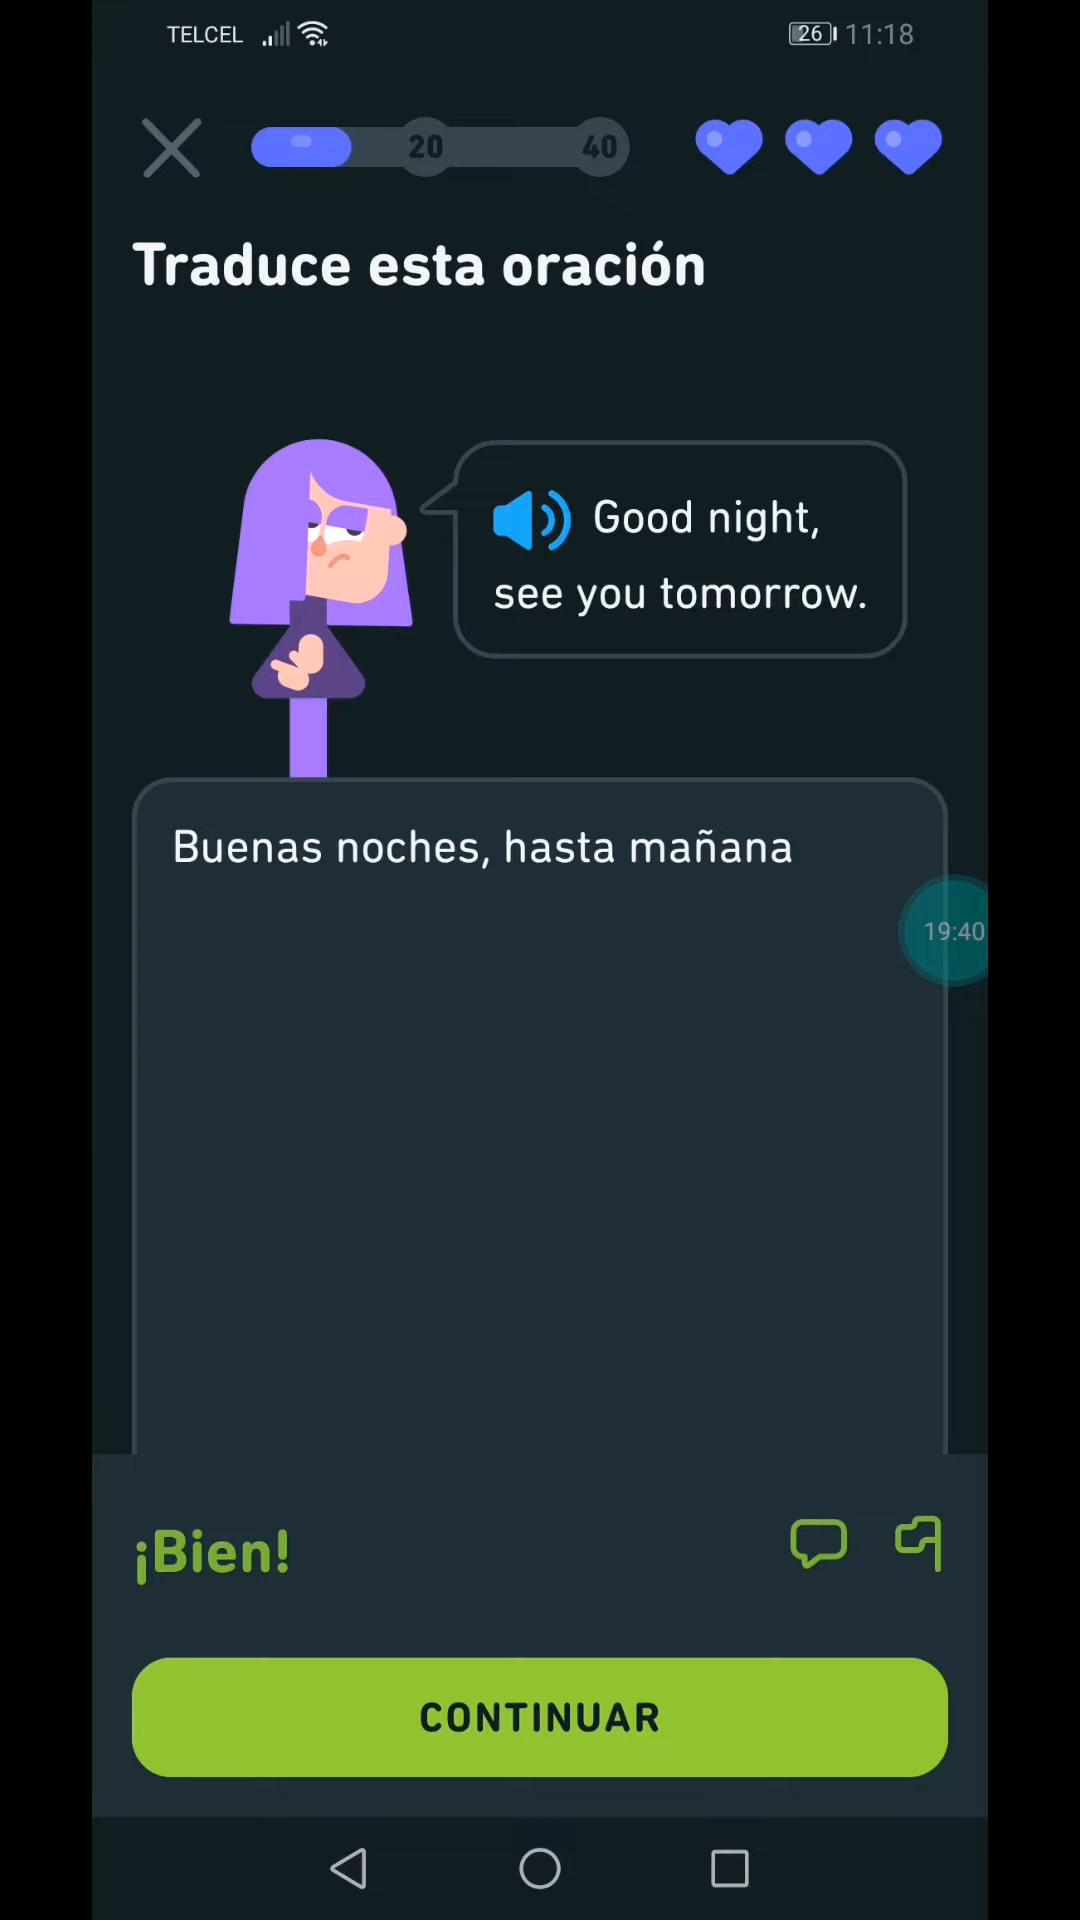 TELCEL 26 11:18
20 40
Traduce esta oración
Good night,
see you tomorrow.
Buenas noches, hasta mañana
19:40
¡Bien!
CONTINUAR